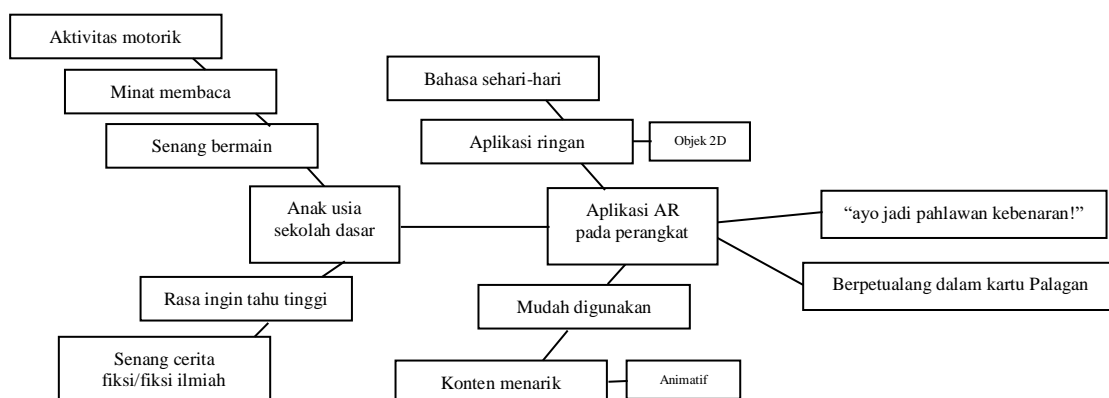 Aktivitas motorik
Minat membaca
Senang bermain
Anak usia
sekolah dasar
Rasa ingin tahu tinggi
Senang cerita
fiksi/fiksi ilmiah
Bahasa sehari-hari
Aplikasi ringan
Objek 2D
Aplikasi AR
pada perangkat
Mudah digunakan
Konten menarik
Animatif
“ayo jadi pahlawan kebenaran!”
Berpetualang dalam kartu Palagan